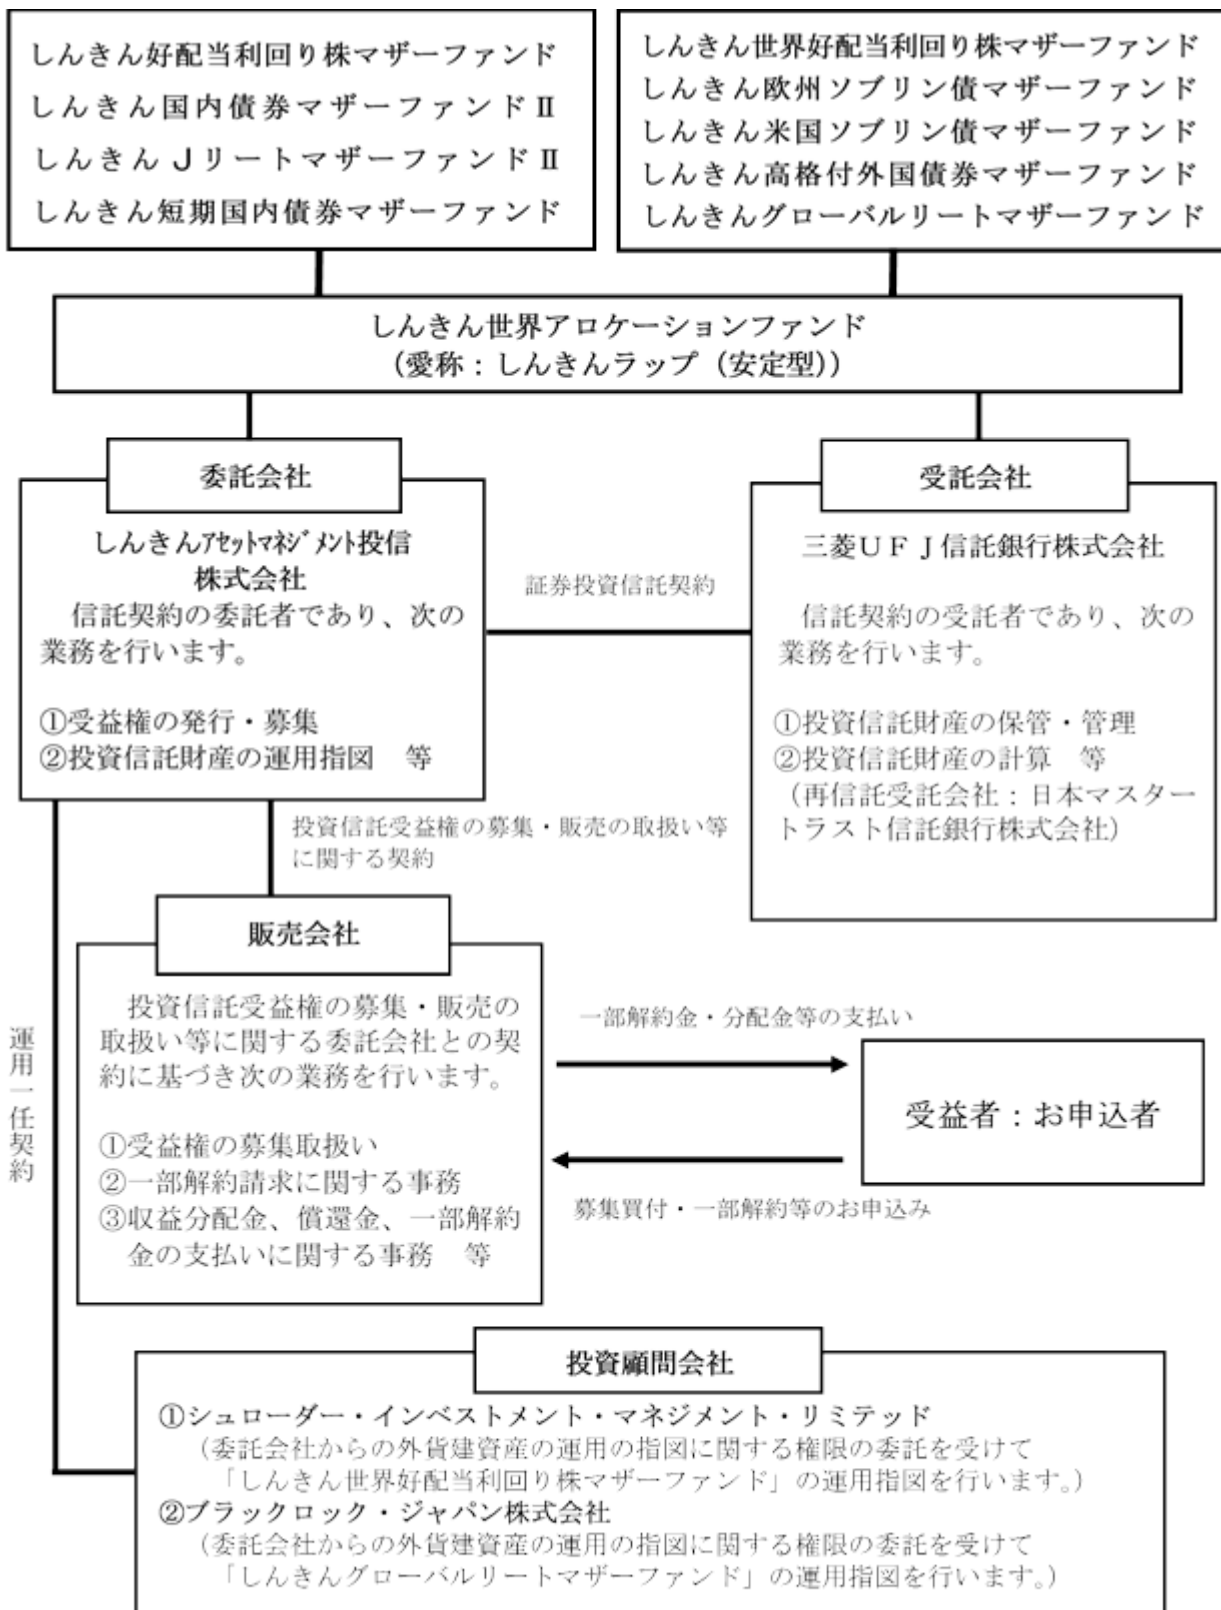 しんきん好配当利回り株マザーファンド
しんきん国内債券マザーファンドⅡ
しんきんＪリートマザーファンドⅡ
しんきん短期国内債券マザーファンド
しんきん世界好配当利回り株マザーファンド
しんきん欧州ソブリン債マザーファンド
しんきん米国ソブリン債マザーファンド
しんきん高格付外国債券マザーファンド
しんきんグローバルリートマザーファンド
しんきん世界アロケーションファンド
（愛称：しんきんラップ（安定型））
委託会社
しんきんｱｾｯﾄﾏﾈｼﾞﾒﾝﾄ投信
株式会社
信託契約の委託者であり、次の
業務を行います。
①受益権の発行・募集
②投資信託財産の運用指図　等
証券投資信託契約
受託会社
三菱ＵＦＪ信託銀行株式会社
信託契約の受託者であり、次の
業務を行います。
①投資信託財産の保管・管理
②投資信託財産の計算　等
（再信託受託会社：日本マスター
トラスト信託銀行株式会社）
投資信託受益権の募集・販売の取扱い等
に関する契約
販売会社
投資信託受益権の募集・販売の
取扱い等に関する委託会社との契
約に基づき次の業務を行います。
①受益権の募集取扱い
②一部解約請求に関する事務
③収益分配金、償還金、一部解約
金の支払いに関する事務　等
一部解約金・分配金等の支払い
受益者：お申込者
募集買付・一部解約等のお申込み
運用一任契約
投資顧問会社
①シュローダー・インベストメント・マネジメント・リミテッド
（委託会社からの外貨建資産の運用の指図に関する権限の委託を受けて
「しんきん世界好配当利回り株マザーファンド」の運用指図を行います。）
②ブラックロック・ジャパン株式会社
（委託会社からの外貨建資産の運用の指図に関する権限の委託を受けて
「しんきんグローバルリートマザーファンド」の運用指図を行います。）